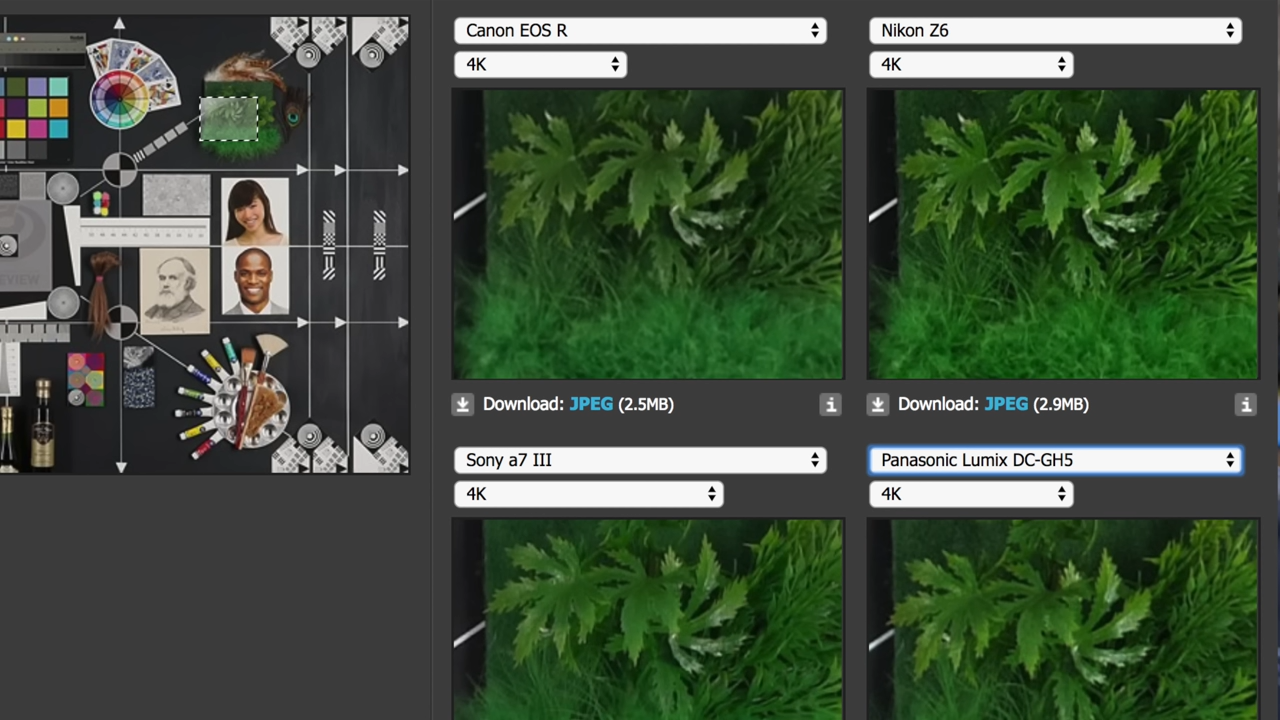 Canon EOS R
4K
Nikon Z6
4K
Download: JPEG (2.5MB)
Download: JPEG (2.9MB)
Sony a7 III
4K
Panasonic Lumix DC-GH5
4K